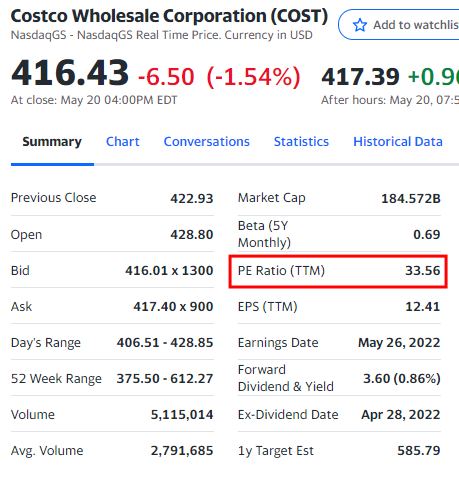 Costco Wholesale Corporation (COST)
NasdaqGS - NasdaqGS Real Time Price. Currency in USD
Add to watchlis
416.43 -6.50 (-1.54%)
417.39 +0.9
At close: May 20 04:00PM EDT
After hours: May 20, 07:5
Summary Chart Conversations Statistics Historical Data
Previous Close 422.93
Open 428.80
Bid 416.01 x 1300
Ask 417.40 x 900
Day's Range 406.51 - 428.85
52 Week Range 375.50 - 612.27
Volume 5,115,014
Avg. Volume 2,791,685
Market Cap 184.572B
Beta (5Y
Monthly) 0.69
PE Ratio (TTM) 33.56
EPS (TTM) 12.41
Earnings Date May 26, 2022
Forward
Dividend & Yield 3.60 (0.86%)
Ex-Dividend Date Apr 28, 2022
1y Target Est 585.79